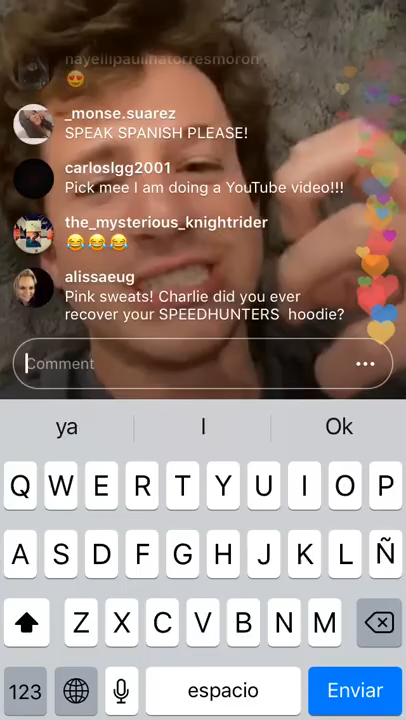 nayellipaulinatorresmoron
😍
_monse.suarez
SPEAK SPANISH PLEASE!
carloslgg2001
Pick mee I am doing a YouTube video!!!
the_mysterious_knightrider
😂😂😂
alissaeug
Pink sweats! Charlie did you ever
recover your SPEEDHUNTERS hoodie?
Comment
ya I Ok
Q W E R T Y U I O P
A S D F G H J K L Ñ
Z X C V B N M
123 espacio Enviar